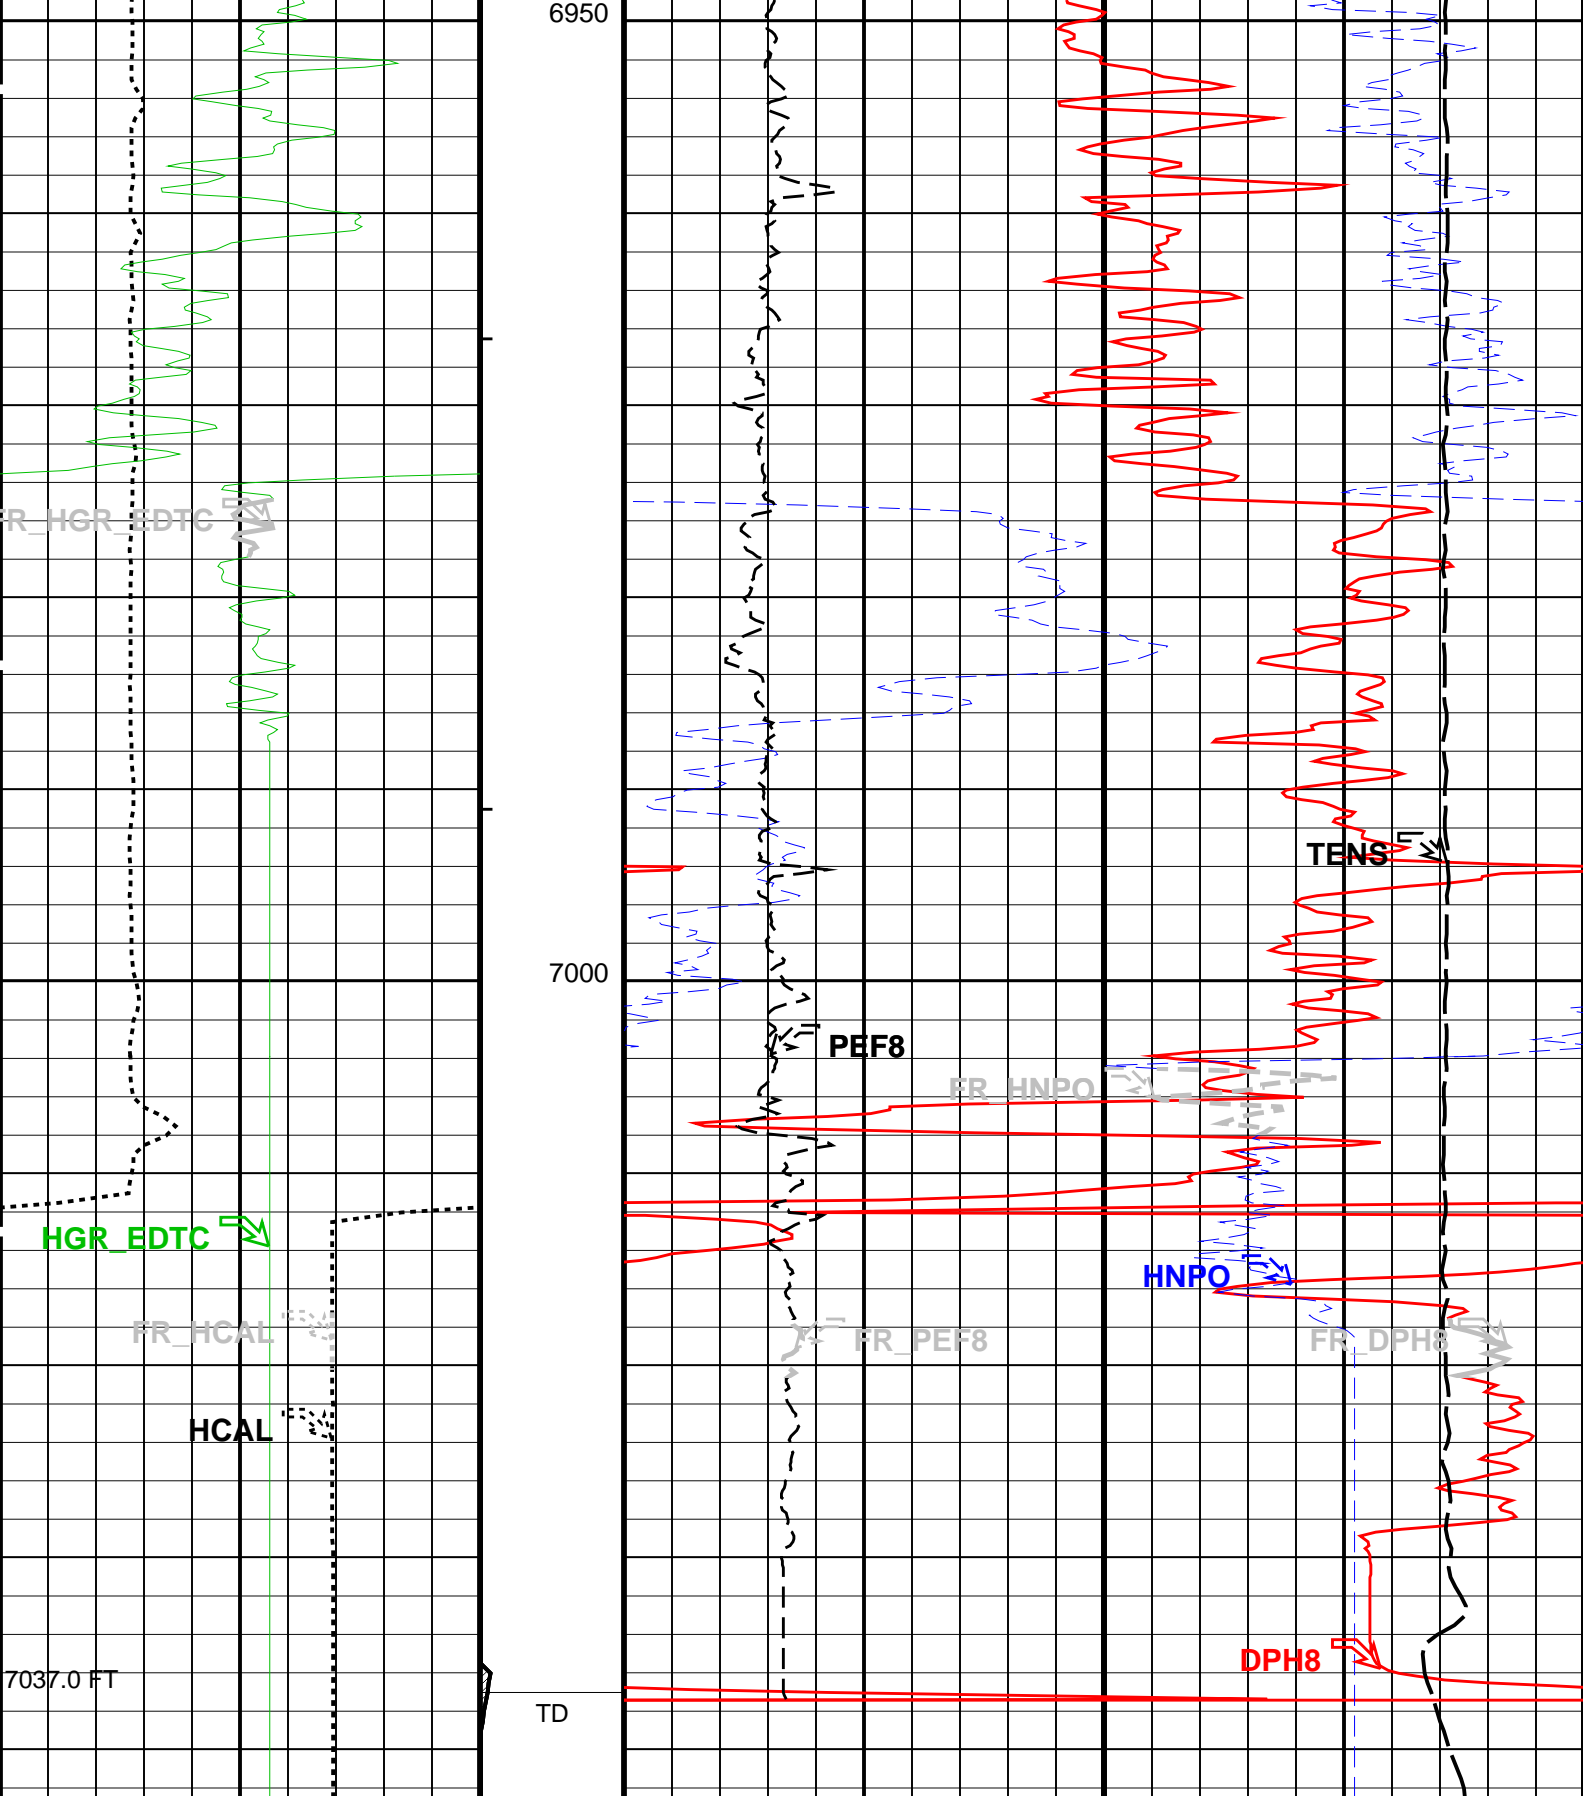 6950
FR_HGR_EDTC
TENS
7000
PEF8
FR_HNPO
HGR_EDTC
HNPO
FR_HCAL
FR_PEF8
FR_DPH8
HCAL
DPH8
7037.0 FT
TD